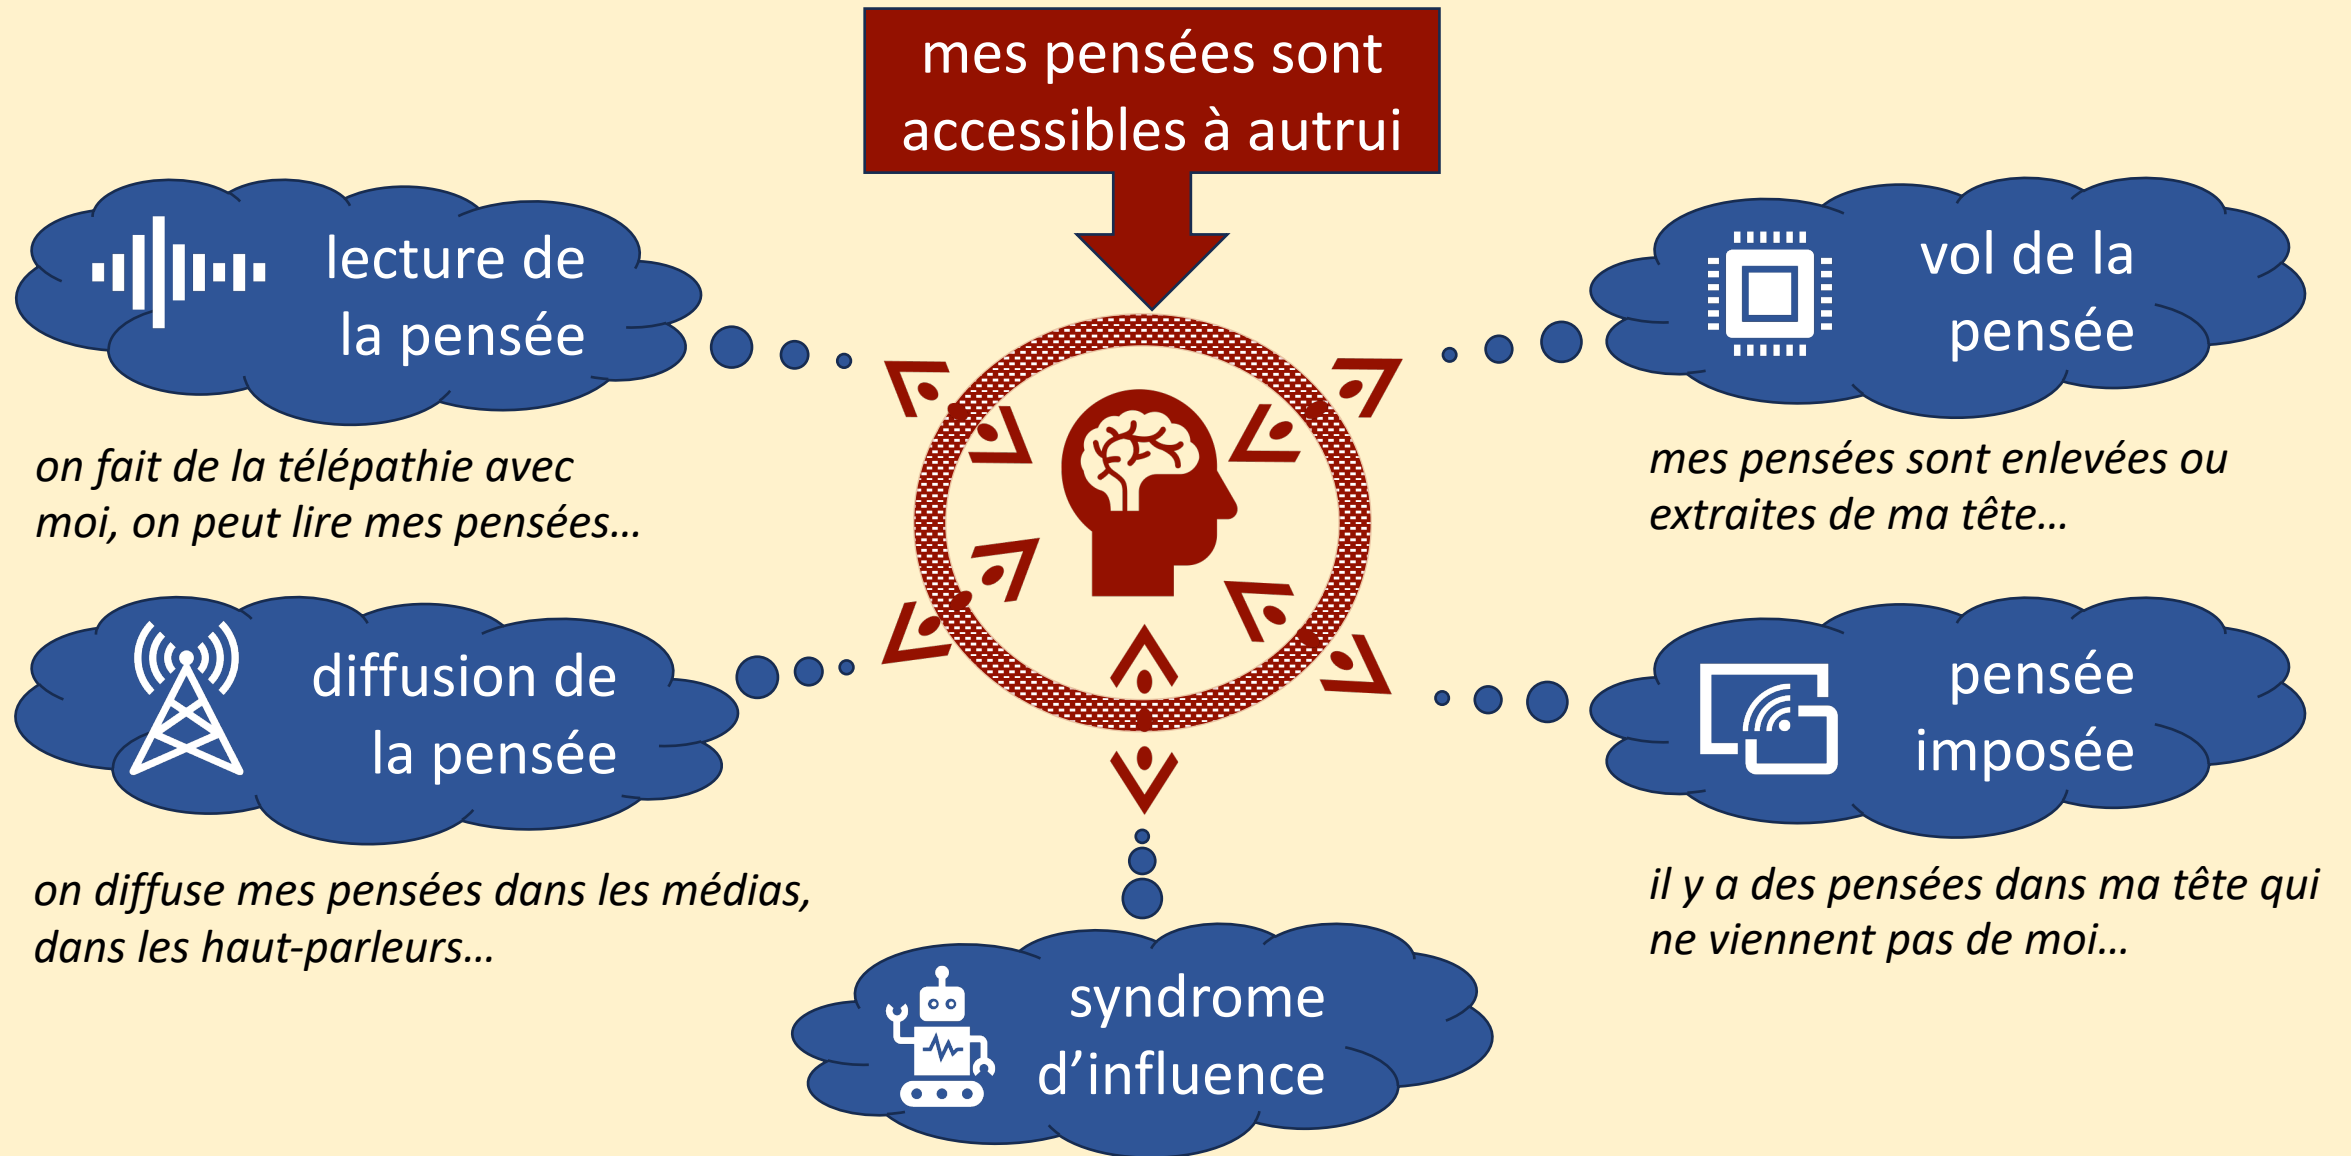 mes pensées sont
accessibles à autrui
lecture de
la pensée
on fait de la télépathie avec
moi, on peut lire mes pensées…
vol de la
pensée
mes pensées sont enlevées ou
extraites de ma tête…
diffusion de
la pensée
on diffuse mes pensées dans les médias,
dans les haut-parleurs…
pensée
imposée
il y a des pensées dans ma tête qui
ne viennent pas de moi…
syndrome
d’influence